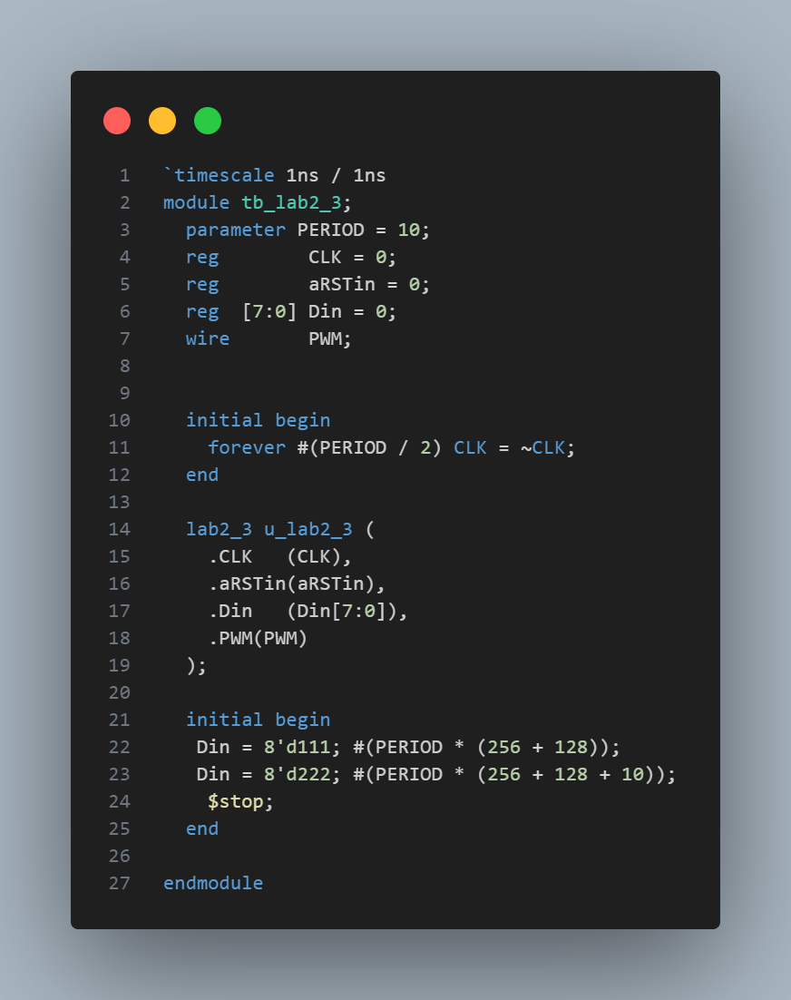 1 `timescale 1ns / 1ns
2 module tb_lab2_3;
3   parameter PERIOD = 10;
4   reg        CLK = 0;
5   reg        aRSTin = 0;
6   reg  [7:0] Din = 0;
7   wire       PWM;
8
9
10   initial begin
11     forever #(PERIOD / 2) CLK = ~CLK;
12   end
13
14   lab2_3 u_lab2_3 (
15     .CLK   (CLK),
16     .aRSTin(aRSTin),
17     .Din   (Din[7:0]),
18     .PWM(PWM)
19   );
20
21   initial begin
22    Din = 8'd111; #(PERIOD * (256 + 128));
23    Din = 8'd222; #(PERIOD * (256 + 128 + 10));
24     $stop;
25   end
26
27 endmodule